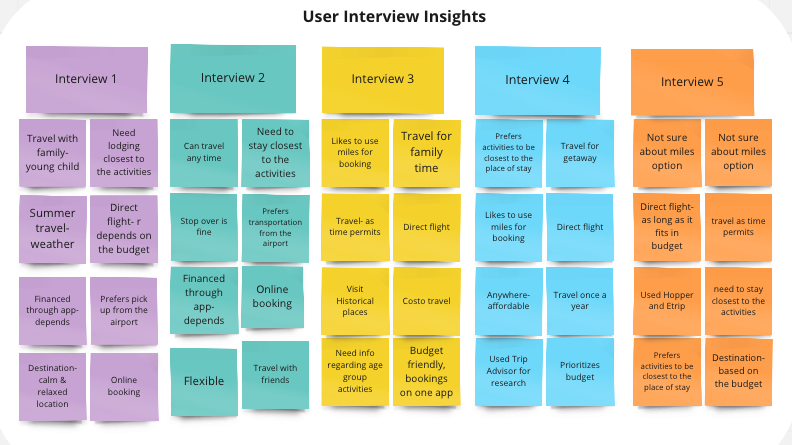 User Interview Insights
Interview 1
Travel with
family-
young child
Need
lodging
closest to
the activities
Summer
travel-
weather
Direct
flight- r
depends on
the budget
Financed
through app-
depends
Prefers pick
up from the
airport
Destination-
calm &
relaxed
location
Online
booking
Interview 2
Can travel
any time
Need to
stay closest
to the
activities
Stop over is
fine
Prefers
transportation
from the
airport
Financed
through
app-
depends
Online
booking
Flexible
Travel with
friends
Interview 3
Likes to use
miles for
booking
Travel for
family
time
Travel- as
time permits
Direct flight
Visit
Historical
places
Costo travel
Need info
regarding age
group
activities
Budget
friendly,
bookings
on one app
Interview 4
Prefers
activities to be
closest to the
place of stay
Travel for
getaway
Likes to use
miles for
booking
Direct flight
Anywhere-
affordable
Travel once a
year
Used Trip
Advisor for
research
Prioritizes
budget
Interview 5
Not sure
about miles
option
Not sure
about miles
option
Direct flight-
as long as it
fits in
budget
travel as time
permits
Used Hopper
and Etrip
need to stay
closest to the
activities
Prefers
activities to be
closest to the
place of stay
Destination-
based on
the budget